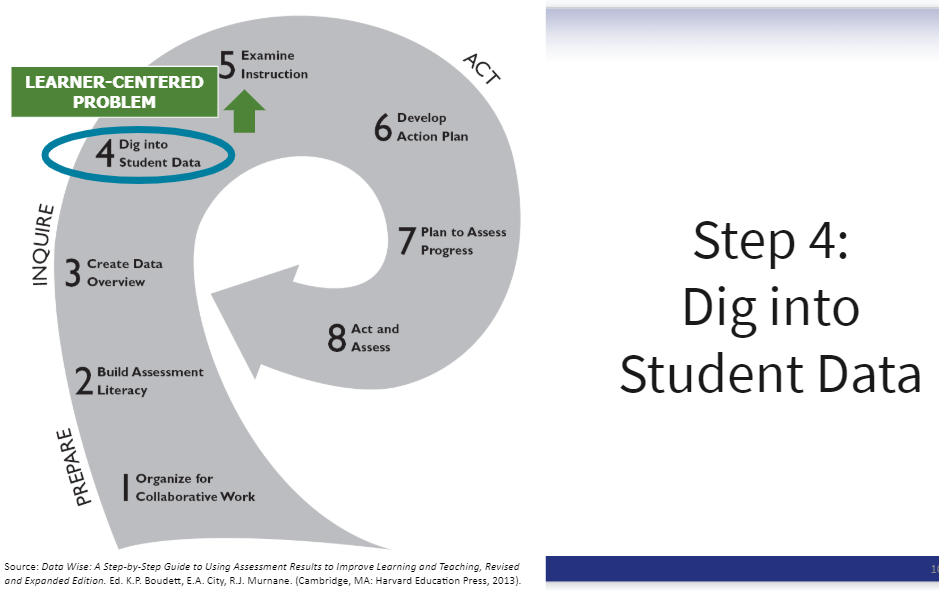 5 Examine
Instruction
ACT
LEARNER-CENTERED
PROBLEM
6 Develop
Action Plan
4 Dig into
Student Data
INQUIRE
7 Plan to Assess
Progress
3 Create Data
Overview
8 Act and
Assess
2 Build Assessment
Literacy
PREPARE
1 Organize for
Collaborative Work
Source: Data Wise: A Step-by-Step Guide to Using Assessment Results to Improve Learning and Teaching, Revised
and Expanded Edition. Ed. K.P. Boudett, E.A. City, R.J. Murnane. (Cambridge, MA: Harvard Education Press, 2013).
Step 4:
Dig into
Student Data